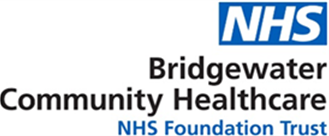 NHS
Bridgewater
Community Healthcare
NHS Foundation Trust